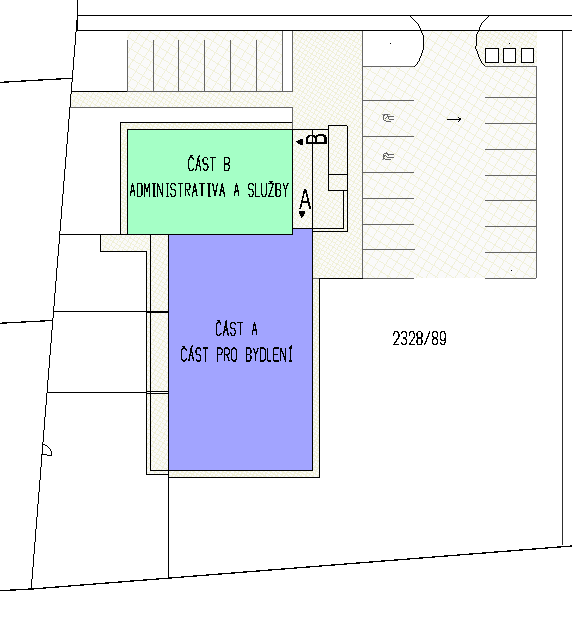 B
ČÁST B
ADMINISTRATIVA A SLUŽBY
A
ČÁST A
ČÁST PRO BYDLENÍ
2328/89